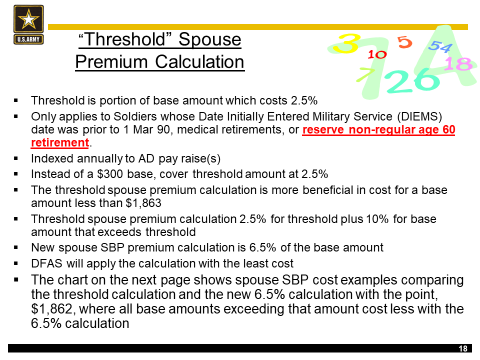 U.S.ARMY
“Threshold” Spouse
Premium Calculation
3 10 5 54 18 7 26 7 A
▪ Threshold is portion of base amount which costs 2.5%
▪ Only applies to Soldiers whose Date Initially Entered Military Service (DIEMS)
date was prior to 1 Mar 90, medical retirements, or reserve non-regular age 60
retirement.
▪ Indexed annually to AD pay raise(s)
▪ Instead of a $300 base, cover threshold amount at 2.5%
▪ The threshold spouse premium calculation is more beneficial in cost for a base
amount less than $1,863
▪ Threshold spouse premium calculation 2.5% for threshold plus 10% for base
amount that exceeds threshold
▪ New spouse SBP premium calculation is 6.5% of the base amount
▪ DFAS will apply the calculation with the least cost
▪ The chart on the next page shows spouse SBP cost examples comparing
the threshold calculation and the new 6.5% calculation with the point,
$1,862, where all base amounts exceeding that amount cost less with the
6.5% calculation
18